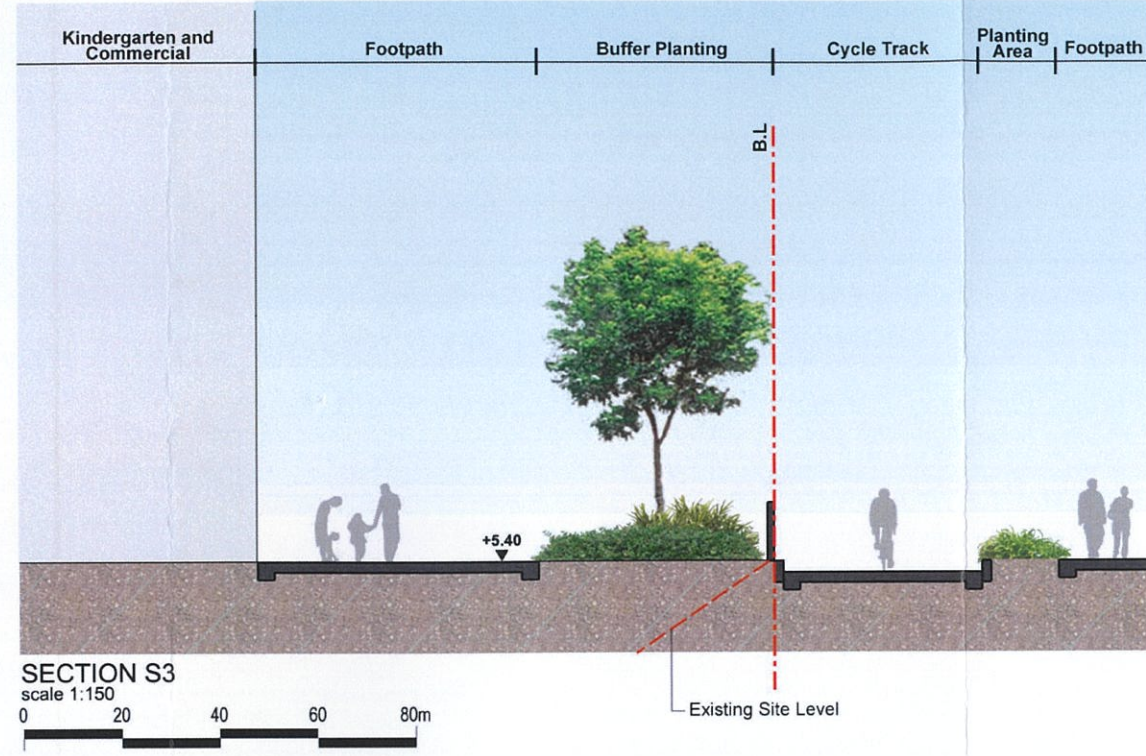 Kindergarten and
Commercial
Footpath
Buffer Planting
Cycle Track
Planting
Area
Footpath
B.L
+5.40
SECTION S3
scale 1:150
0 20 40 60 80m
Existing Site Level